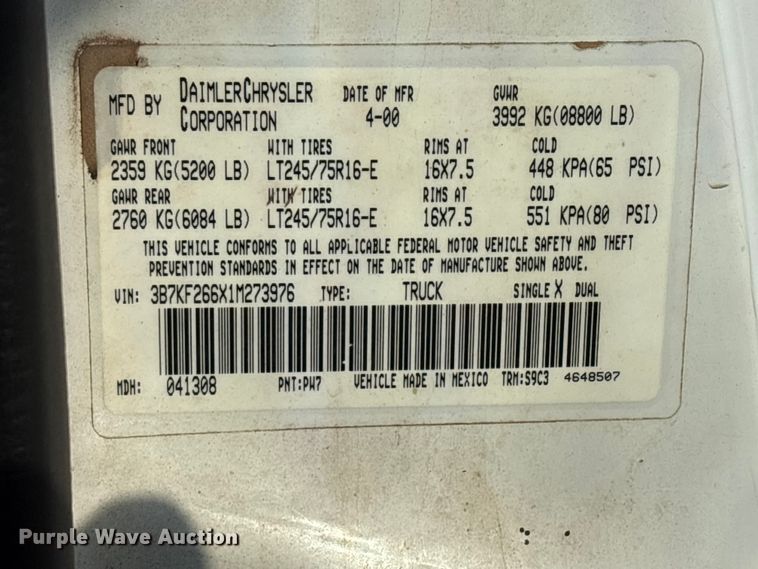 MFD BY DAIMLERCHRYSLER CORPORATION DATE OF MFR 4-00 GVWR 3992 KG(08800 LB)
GAWR FRONT WITH TIRES RIMS AT COLD
2359 KG(5200 LB) LT245/75R16-E 16X7.5 448 KPA(65 PSI)
GAWR REAR WITH TIRES RIMS AT COLD
2760 KG(6084 LB) LT245/75R16-E 16X7.5 551 KPA(80 PSI)
THIS VEHICLE CONFORMS TO ALL APPLICABLE FEDERAL MOTOR VEHICLE SAFETY AND THEFT
PREVENTION STANDARDS IN EFFECT ON THE DATE OF MANUFACTURE SHOWN ABOVE.
VIN: 3B7KF266X1M273976 TYPE: TRUCK SINGLE X DUAL
MDH: 041308 PNT:PW7 VEHICLE MADE IN MEXICO TRM:S9C3 4648507
Purple Wave Auction